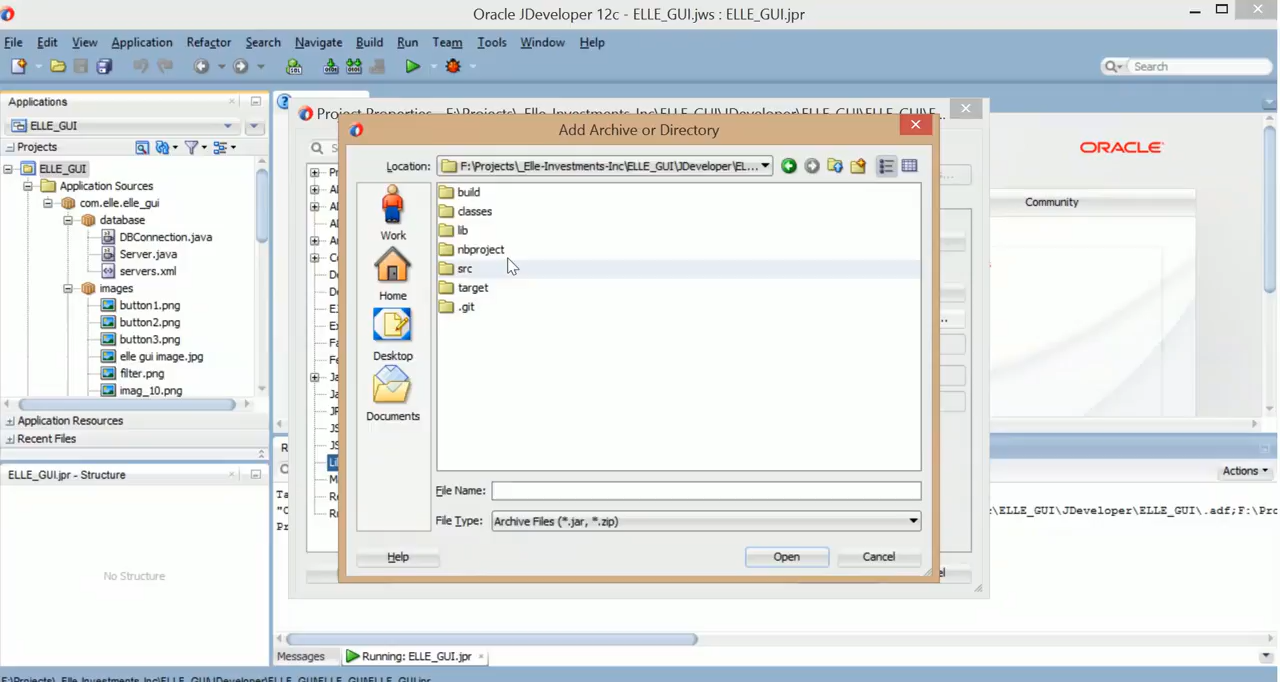 Oracle JDeveloper 12c - ELLE_GUI.jws : ELLE_GUI.jpr
File Edit View Application Refactor Search Navigate Build Run Team Tools Window Help
Search
Applications
ELLE_GUI
Projects
ELLE_GUI
Application Sources
com.elle.elle_gui
database
DBConnection.java
Server.java
servers.xml
images
button1.png
button2.png
button3.png
elle gui image.jpg
filter.png
imag_10.png
Application Resources
Recent Files
ELLE_GUI.jpr - Structure
No Structure
Add Archive or Directory
Location: F:\Projects\_Elle-Investments-Inc\ELLE_GUI\JDeveloper\EL...
Work
Home
Desktop
Documents
build
classes
lib
nbproject
src
target
.git
File Name:
File Type: Archive Files (*.jar, *.zip)
Help
Open
Cancel
ORACLE
Community
Actions
c\ELLE_GUI\JDeveloper\ELLE_GUI\.adf;F:\Pro
Messages
Running: ELLE_GUI.jpr